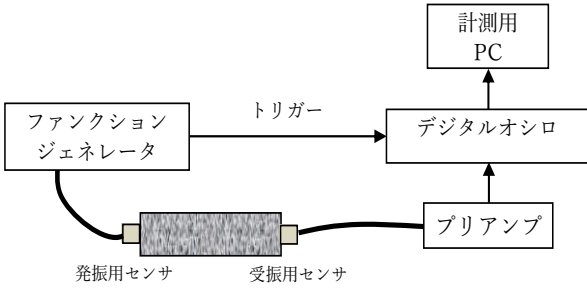 計測用
PC
トリガー
ファンクション
ジェネレータ
デジタルオシロ
プリアンプ
発振用センサ
受振用センサ